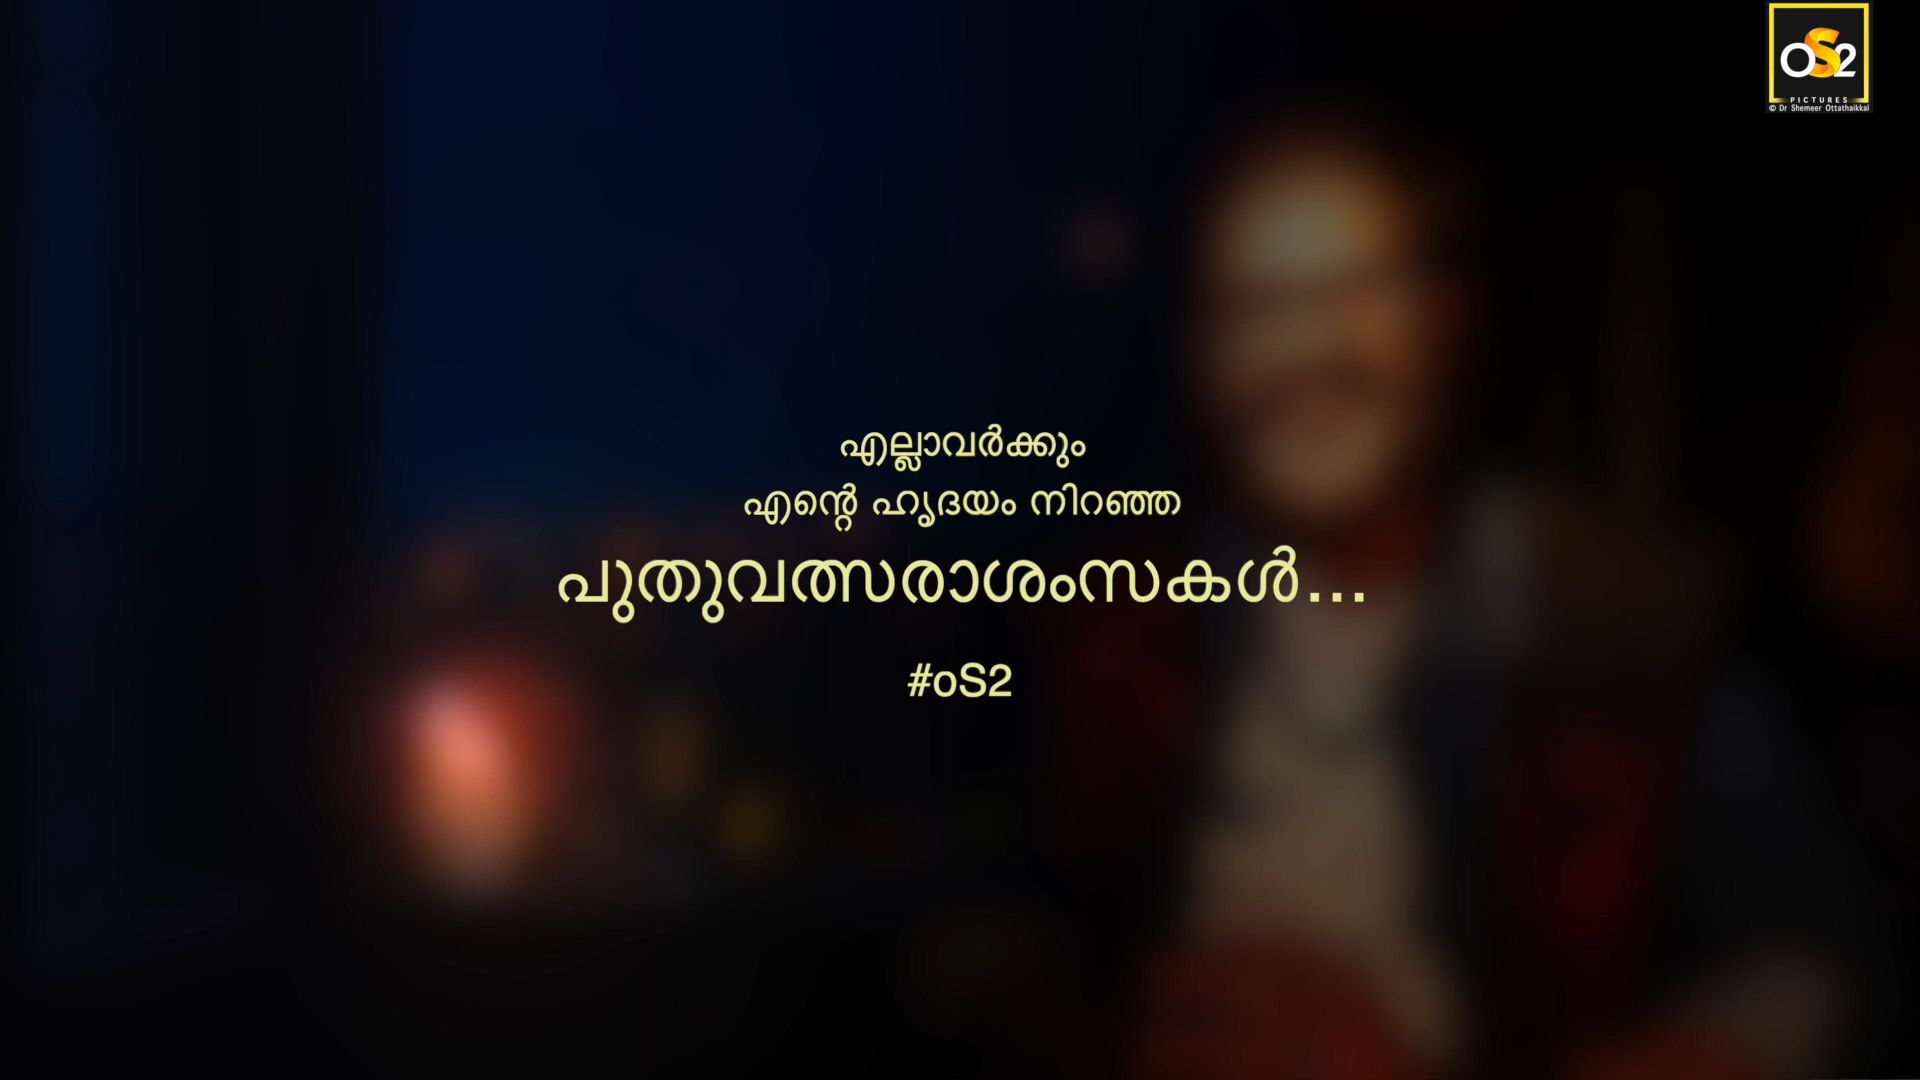 oS2
PICTURES
© Dr Shemeer Ottathaikkal
എല്ലാവർക്കും
എന്റെ ഹൃദയം നിറഞ്ഞ
പുതുവത്സരാശംസകൾ...
#oS2